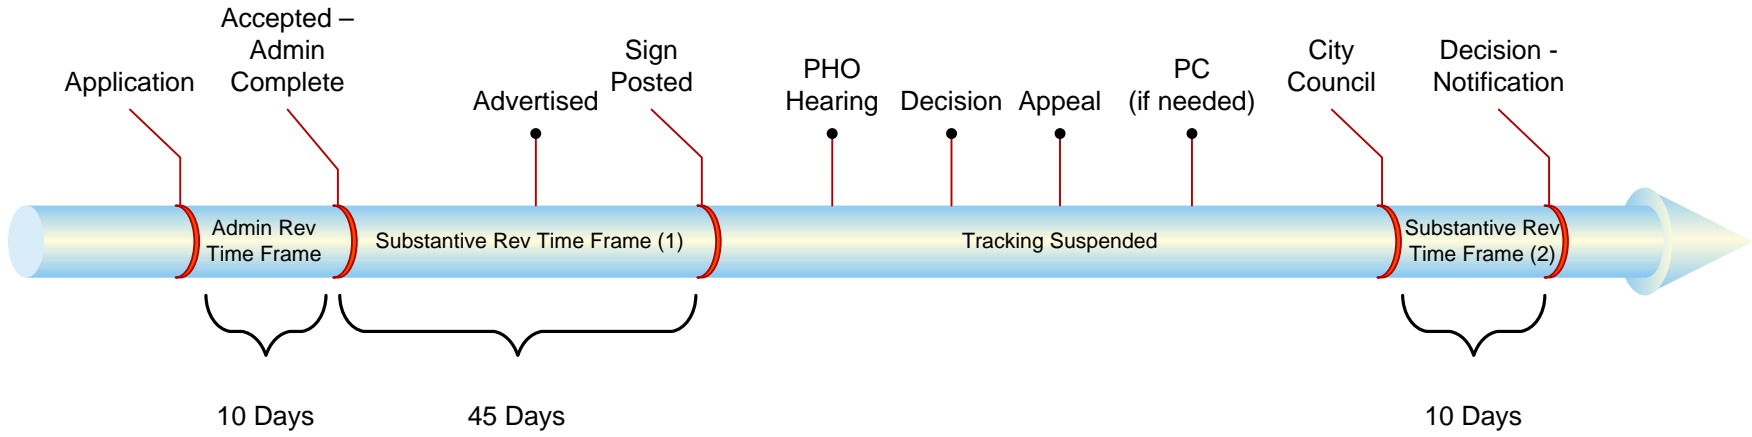 Application
Accepted –
Admin
Complete
Advertised
Sign
Posted
PHO
Hearing
Decision
Appeal
PC
(if needed)
City
Council
Decision -
Notification
Admin Rev
Time Frame
Substantive Rev Time Frame (1)
Tracking Suspended
Substantive Rev
Time Frame (2)
10 Days
45 Days
10 Days